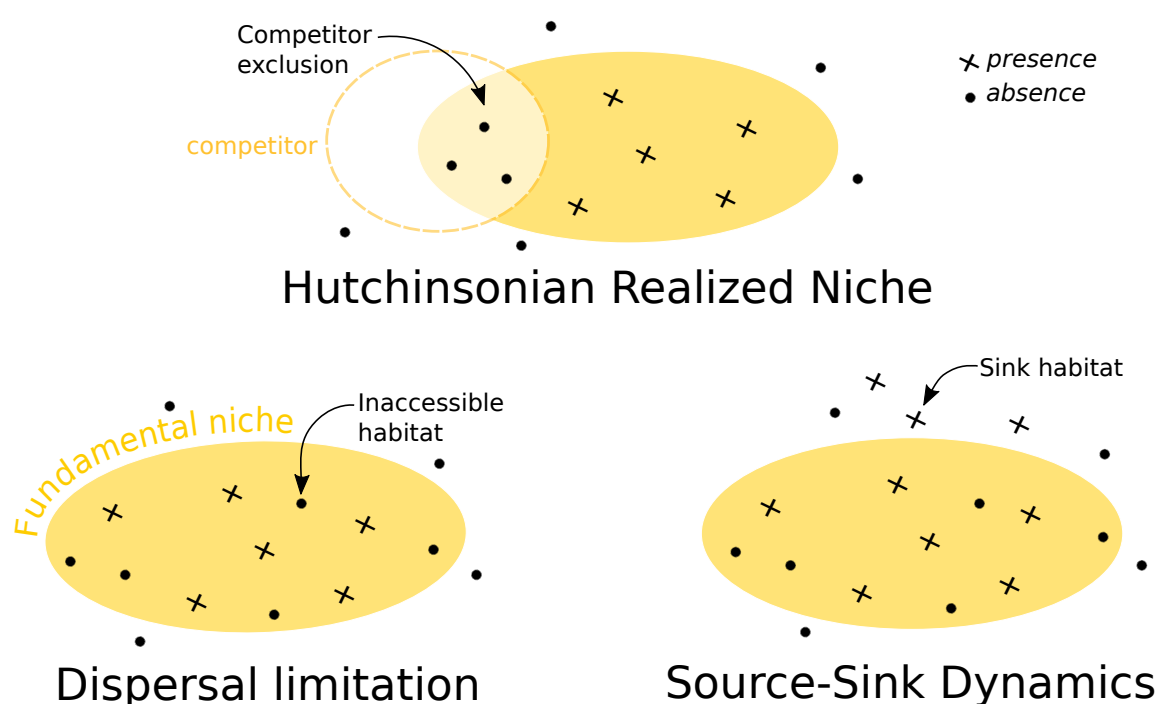 Competitor
exclusion
presence
absence
competitor
Hutchinsonian Realized Niche
Sink habitat
Inaccessible
habitat
Fundamental niche
Dispersal limitation
Source-Sink Dynamics